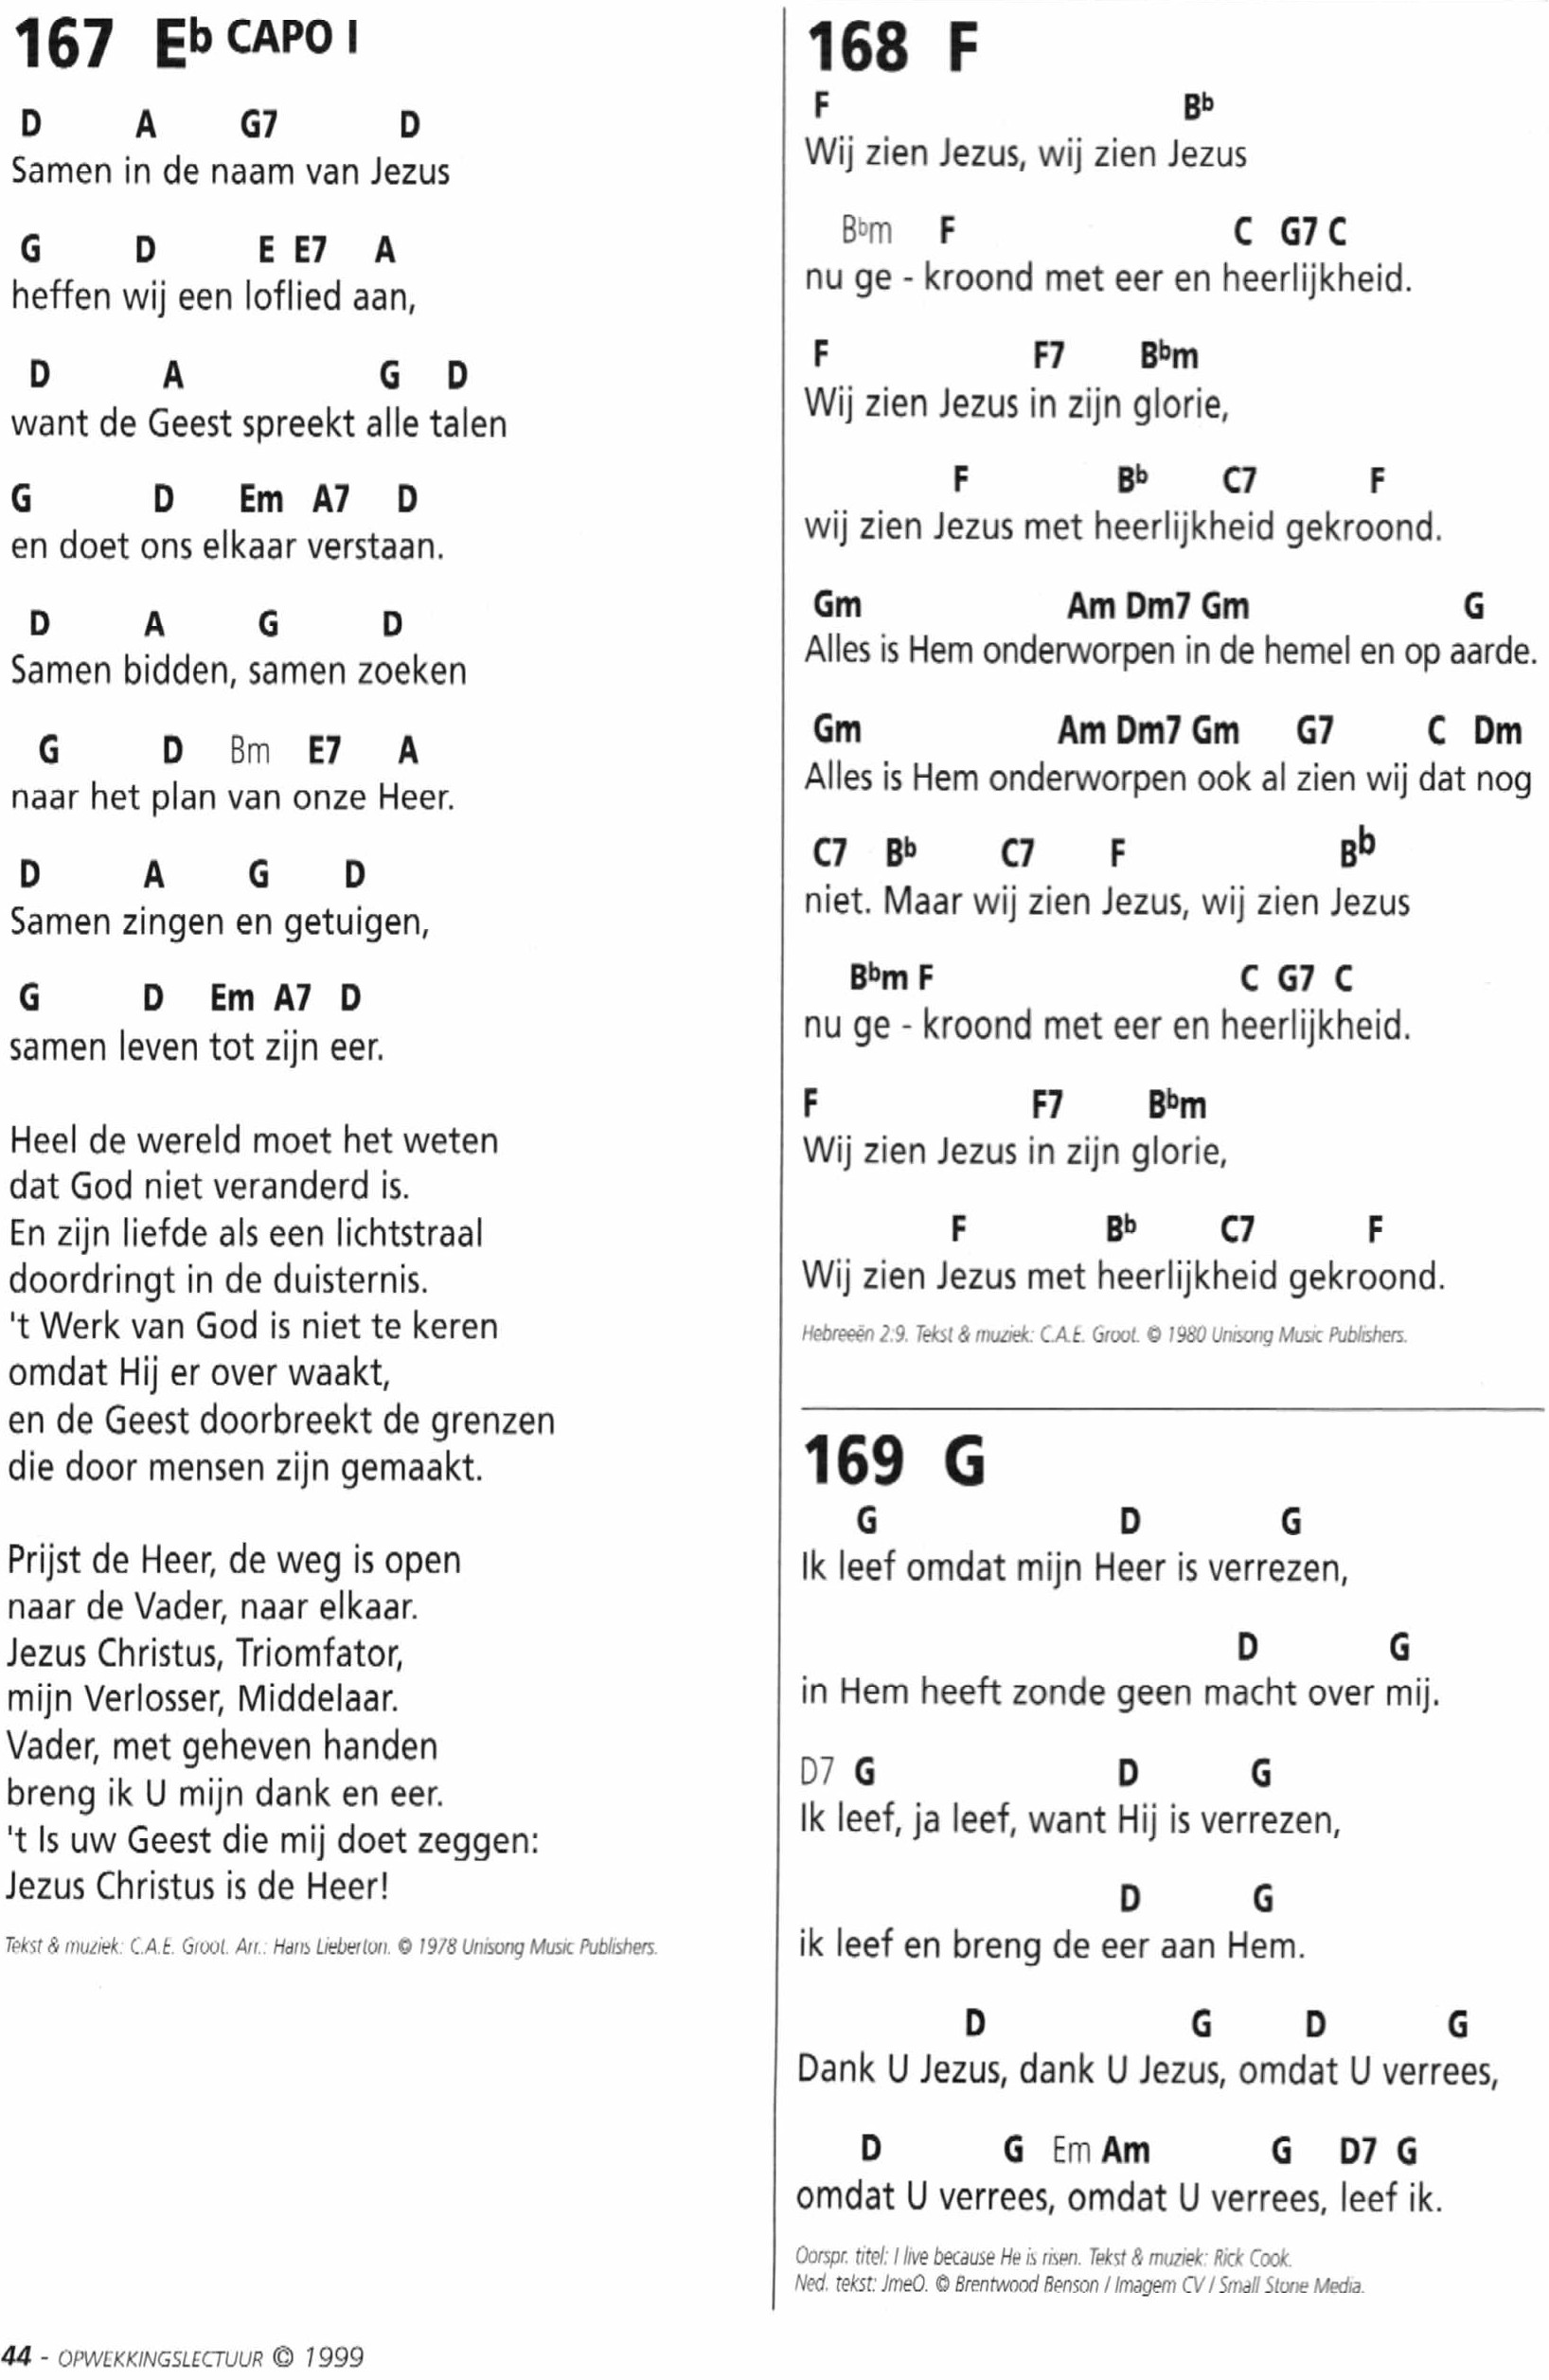 167 Eb CAPO I
D A G7 D
Samen in de naam van Jezus
G D E E7 A
heffen wij een loflied aan,
D A G D
want de Geest spreekt alle talen
G D Em A7 D
en doet ons elkaar verstaan.
D A G D
Samen bidden, samen zoeken
G D Bm E7 A
naar het plan van onze Heer.
D A G D
Samen zingen en getuigen,
G D Em A7 D
samen leven tot zijn eer.
Heel de wereld moet het weten
dat God niet veranderd is.
En zijn liefde als een lichtstraal
doordringt in de duisternis.
't Werk van God is niet te keren
omdat Hij er over waakt,
en de Geest doorbreekt de grenzen
die door mensen zijn gemaakt.
Prijst de Heer, de weg is open
naar de Vader, naar elkaar.
Jezus Christus, Triomfator,
mijn Verlosser, Middelaar.
Vader, met geheven handen
breng ik U mijn dank en eer.
't Is uw Geest die mij doet zeggen:
Jezus Christus is de Heer!
Tekst & muziek: C.A.E. Groot. Arr.: Hans Lieberton. © 1978 Unisong Music Publishers.
168 F
F Bb
Wij zien Jezus, wij zien Jezus
Bbm F C G7 C
nu ge - kroond met eer en heerlijkheid.
F F7 Bbm
Wij zien Jezus in zijn glorie,
F Bb C7 F
wij zien Jezus met heerlijkheid gekroond.
Gm Am Dm7 Gm G
Alles is Hem onderworpen in de hemel en op aarde.
Gm Am Dm7 Gm G7 C Dm
Alles is Hem onderworpen ook al zien wij dat nog
C7 Bb C7 F Bb
niet. Maar wij zien Jezus, wij zien Jezus
Bbm F C G7 C
nu ge - kroond met eer en heerlijkheid.
F F7 Bbm
Wij zien Jezus in zijn glorie,
F Bb C7 F
Wij zien Jezus met heerlijkheid gekroond.
Hebreeën 2:9. Tekst & muziek: C.A.E. Groot. © 1980 Unisong Music Publishers.
169 G
G D G
Ik leef omdat mijn Heer is verrezen,
D G
in Hem heeft zonde geen macht over mij.
D7 G D G
Ik leef, ja leef, want Hij is verrezen,
D G
ik leef en breng de eer aan Hem.
D G D G
Dank U Jezus, dank U Jezus, omdat U verrees,
D G Em Am G D7 G
omdat U verrees, omdat U verrees, leef ik.
Oorspr. titel: I live because He is risen. Tekst & muziek: Rick Cook.
Ned. tekst: JmeO. © Brentwood Benson / Imagem CV / Small Stone Media.
44 - OPWEKKINGSLECTUUR © 1999